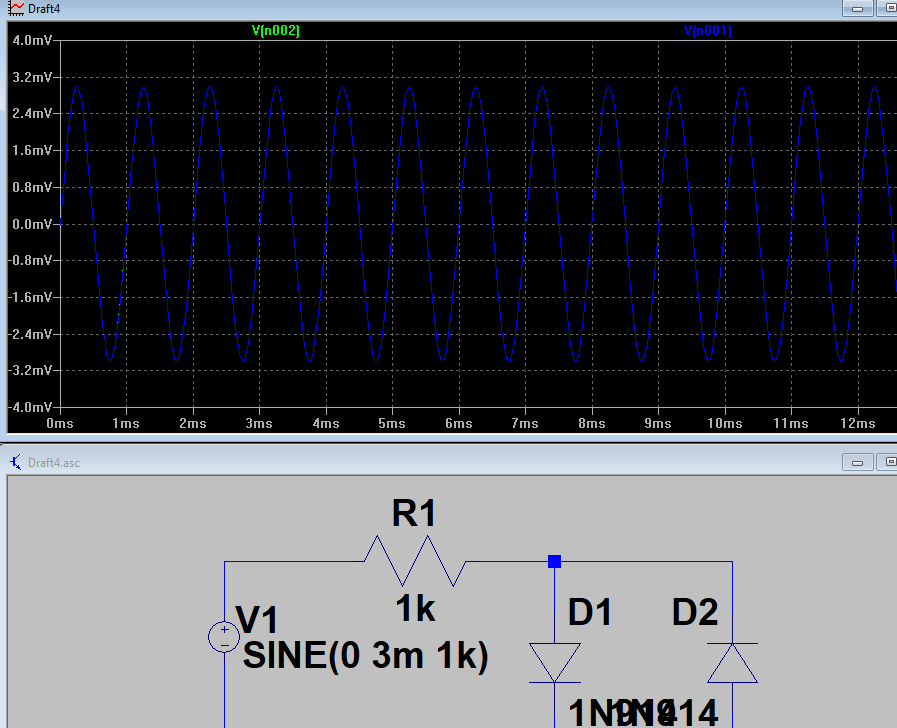 Draft4
V(n002) V(n001)
4.0mV
3.2mV
2.4mV
1.6mV
0.8mV
0.0mV
-0.8mV
-1.6mV
-2.4mV
-3.2mV
-4.0mV
0ms 1ms 2ms 3ms 4ms 5ms 6ms 7ms 8ms 9ms 10ms 11ms 12ms
Draft4.asc
R1
1k
V1
SINE(0 3m 1k)
D1 D2